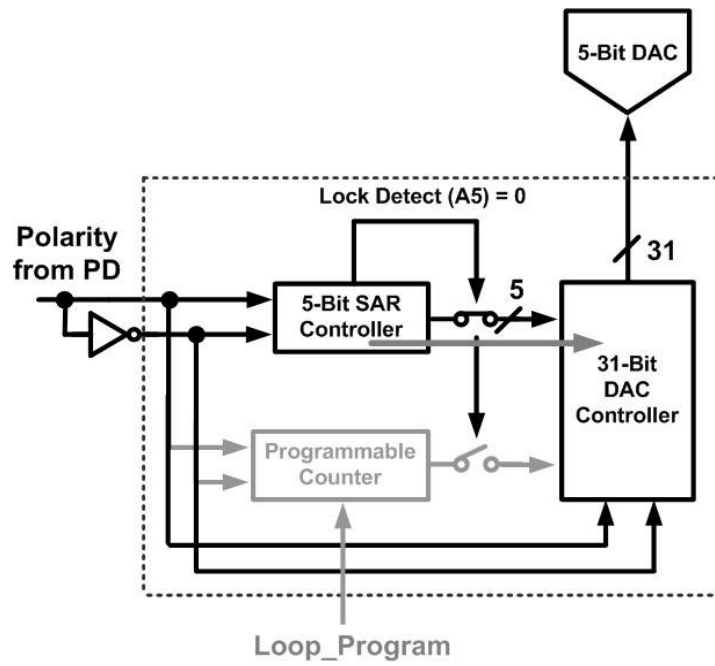 5-Bit DAC
Lock Detect (A5) = 0
Polarity
from PD
31
5-Bit SAR
Controller
5
31-Bit
DAC
Controller
Programmable
Counter
Loop_Program